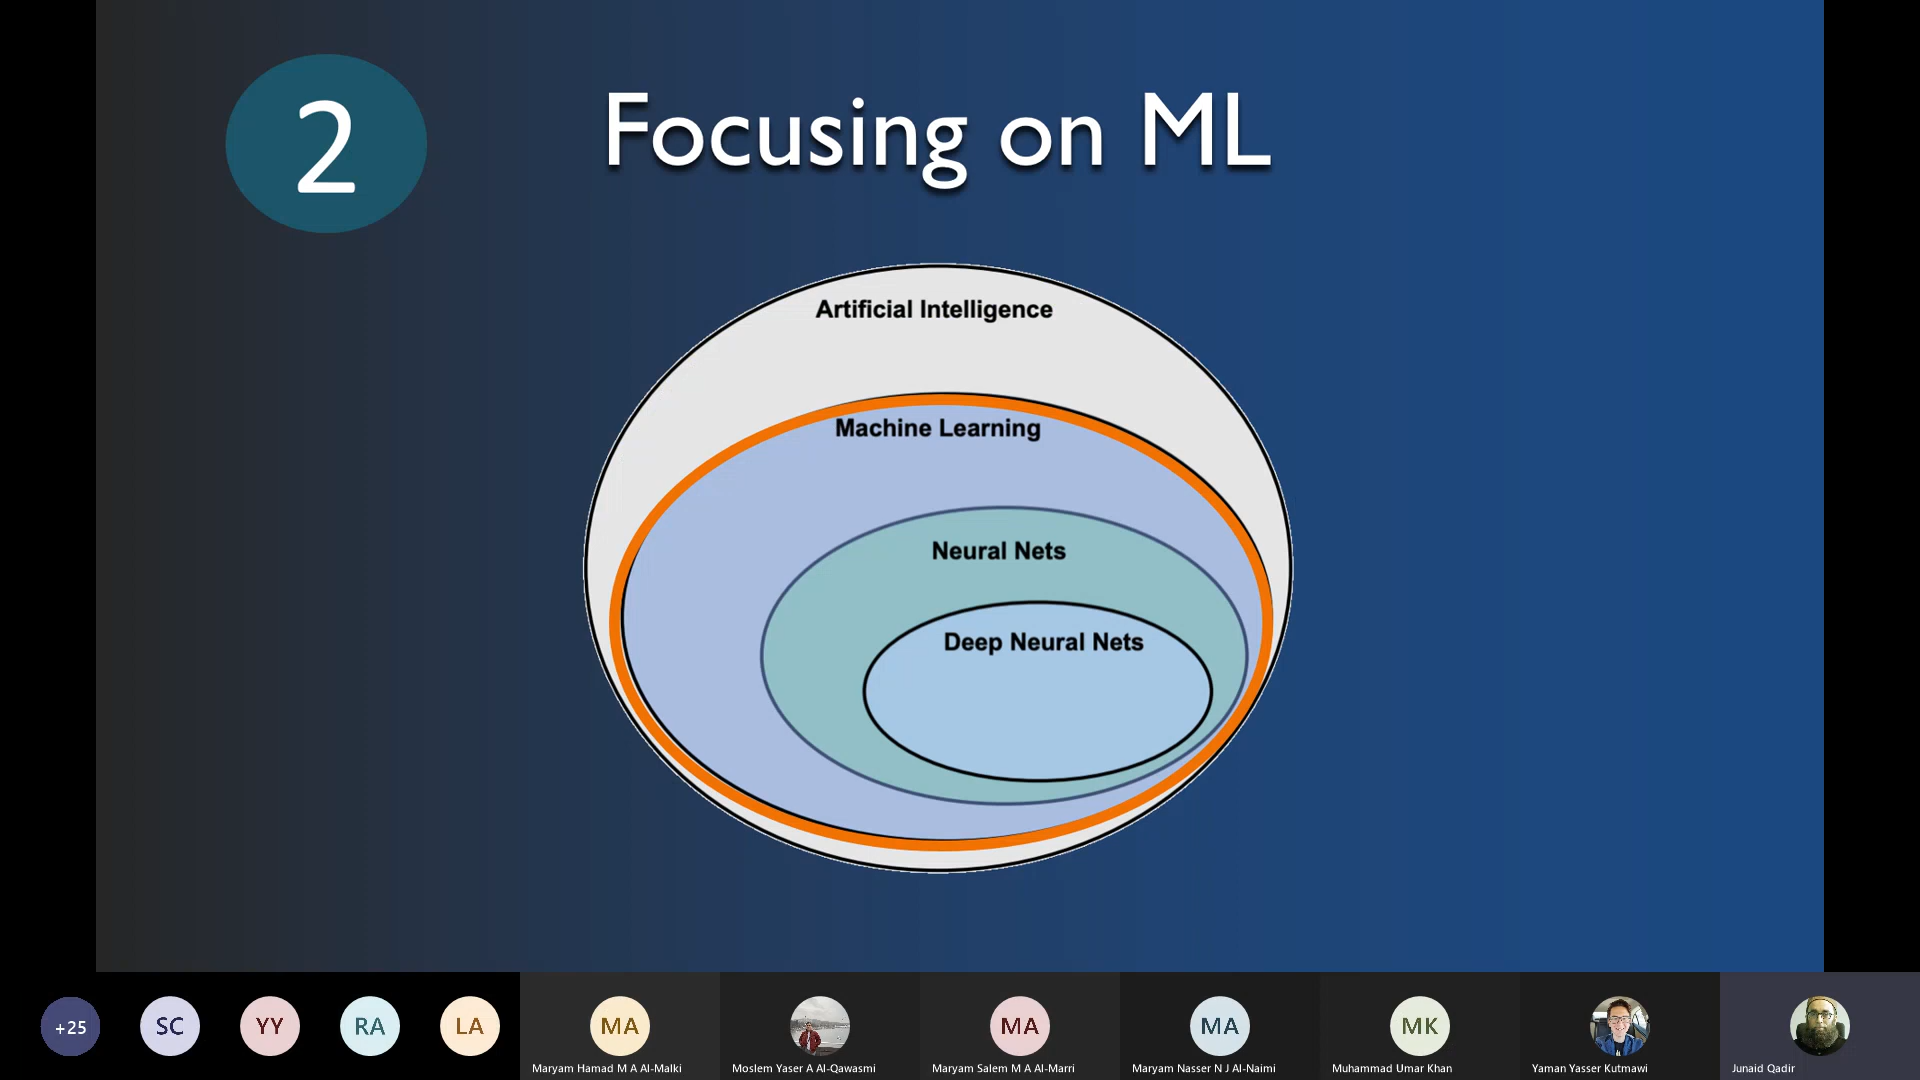 2
Focusing on ML
Artificial Intelligence
Machine Learning
Neural Nets
Deep Neural Nets
+25
SC
YY
RA
LA
MA
MA
MA
MK
Maryam Hamad M A Al-Malki
Moslem Yaser A Al-Qawasmi
Maryam Salem M A Al-Marri
Maryam Nasser N J Al-Naimi
Muhammad Umar Khan
Yaman Yasser Kutmawi
Junaid Qadir